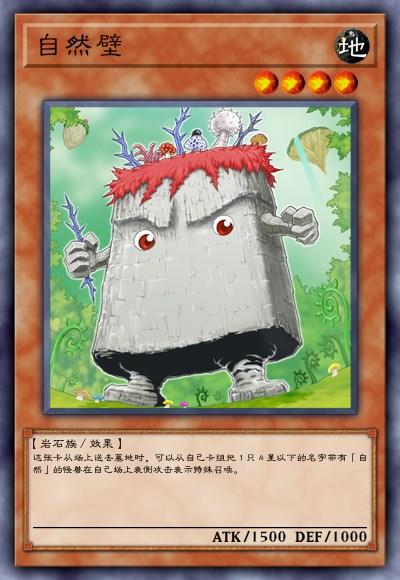 自然壁
地
【岩石族／效果】
这张卡从场上送去墓地时，可以从自己卡组把１只４星以下的名字带有「自
然」的怪兽在自己场上表侧攻击表示特殊召唤。
ATK/1500 DEF/1000